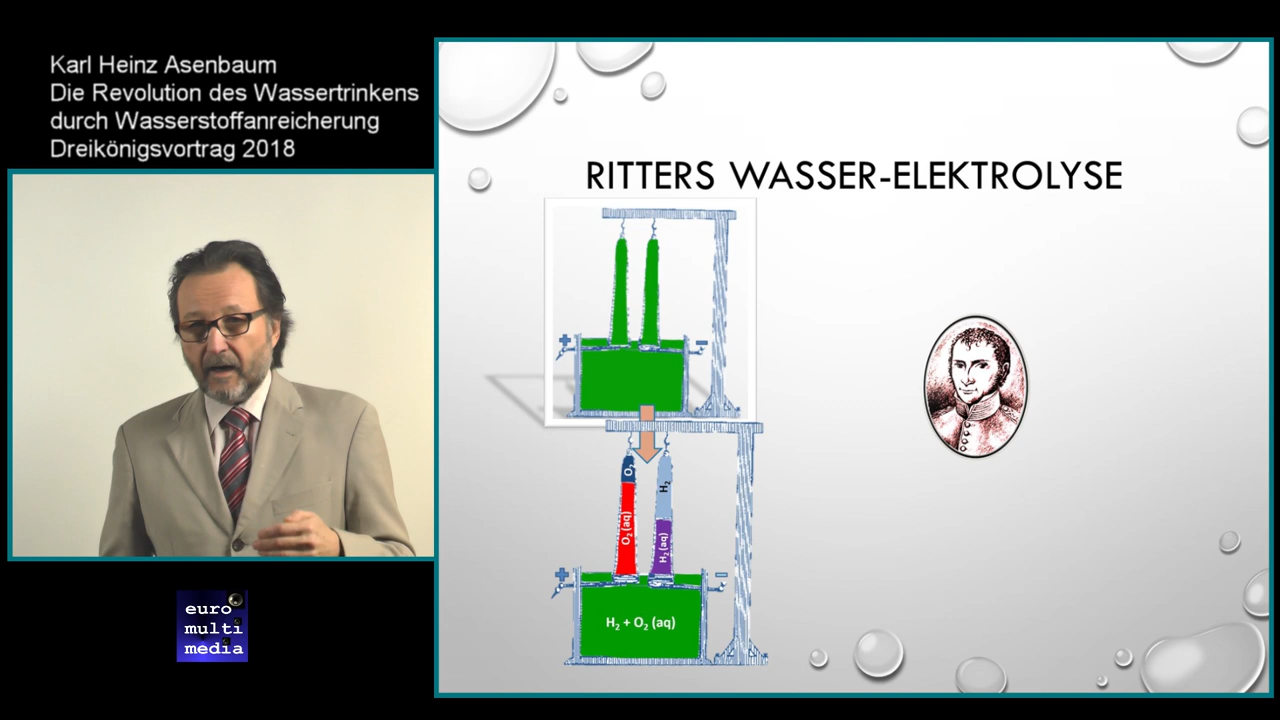 Karl Heinz Asenbaum
Die Revolution des Wassertrinkens
durch Wasserstoffanreicherung
Dreikönigsvortrag 2018
RITTERS WASSER-ELEKTROLYSE
+
−
O₂
H₂
O₂ (aq)
H₂ (aq)
+
−
H₂ + O₂ (aq)
euro
multi
media